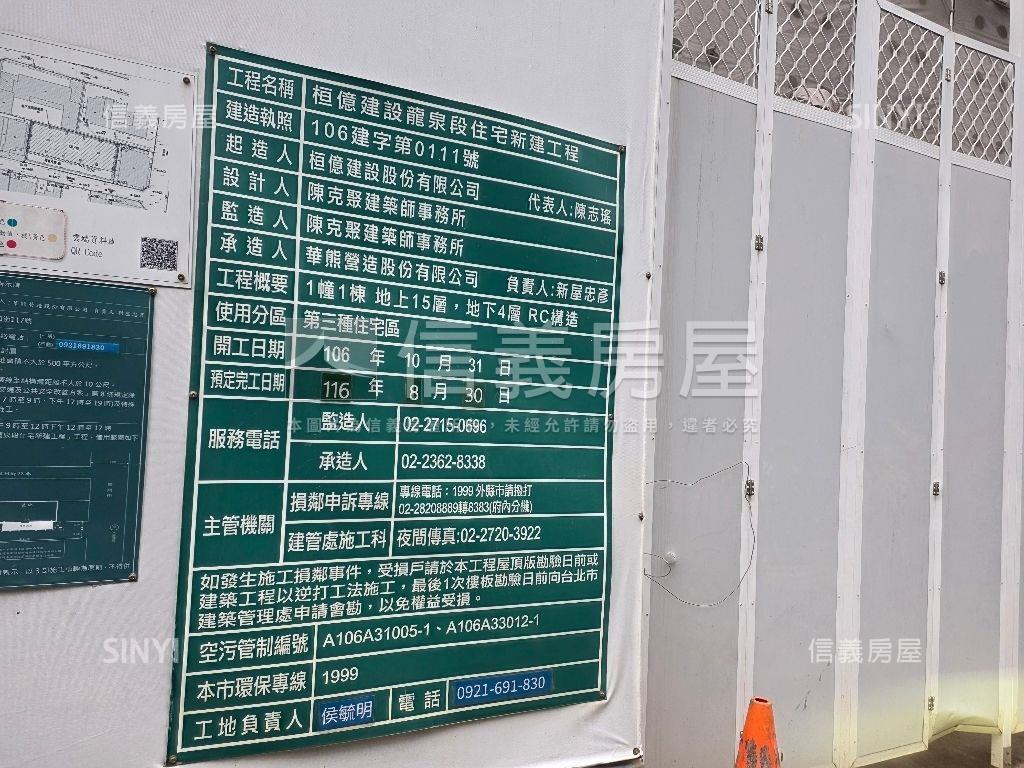 工程名稱 桓億建設龍泉段住宅新建工程
建造執照 106建字第0111號
起造人 桓億建設股份有限公司 代表人:陳志瑤
設計人 陳克聚建築師事務所
監造人 陳克聚建築師事務所
承造人 華熊營造股份有限公司 負責人:新屋忠彥
工程概要 1幢1棟 地上15層，地下4層 RC構造
使用分區 第三種住宅區
開工日期 106 年 10 月 31 日
預定完工日期 116 年 8 月 30 日
服務電話 監造人 02-2715-0696
承造人 02-2362-8338
主管機關 損鄰申訴專線 專線電話：1999 外縣市請撥打
02-28208889轉8383(府內分機)
建管處施工科 夜間傳真:02-2720-3922
如發生施工損鄰事件，受損戶請於本工程屋頂版勘驗日前或
建築工程以逆打工法施工，最後1次樓板勘驗日前向台北市
建築管理處申請會勘，以免權益受損。
空污管制編號 A106A31005-1、A106A33012-1
本市環保專線 1999
工地負責人 侯毓明 電話 0921-691-830
QR Code
0921691830
信義房屋
SINYI
信義房屋
SINYI
信義房屋